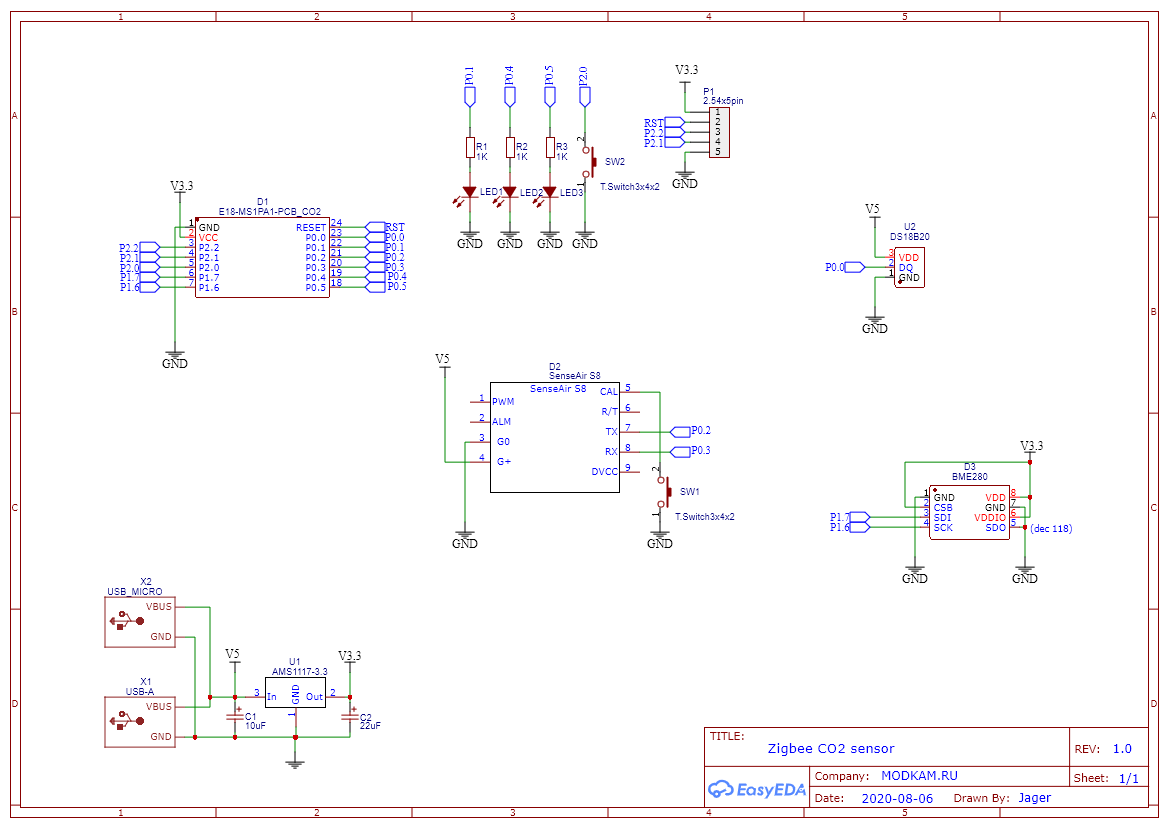 1 2 3 4 5
A A
B B
C C
D D
1 2 3 4 5
P0.1 P0.4 P0.5 P2.0
R1
1K
R2
1K
R3
1K
LED1 LED2 LED3
2
SW2
1
T.Switch3x4x2
GND GND GND GND
V3.3
P1
2.54x5pin
1
RST 2
P2.2 3
P2.1 4
5
GND
V3.3
D1
E18-MS1PA1-PCB_CO2
1 GND RESET 24 RST
2 VCC P0.0 23 P0.0
P2.2 3 P2.2 P0.1 22 P0.1
P2.1 4 P2.1 P0.2 21 P0.2
P2.0 5 P2.0 P0.3 20 P0.3
P1.7 6 P1.7 P0.4 19 P0.4
P1.6 7 P1.6 P0.5 18 P0.5
GND
V5
U2
DS18B20
3 VDD
P0.0 2 DQ
1 GND
GND
V5
D2
SenseAir S8
SenseAir S8
CAL 5
1 PWM
R/T 6
2 ALM
TX 7 P0.2
3 G0
RX 8 P0.3
4 G+
DVCC 9
2
SW1
1
T.Switch3x4x2
GND GND
V3.3
D3
BME280
1 GND VDD 8
2 CSB GND 7
P1.7 3 SDI VDDIO 6
P1.6 4 SCK SDO 5 (dec 118)
GND GND
X2
USB_MICRO
VBUS
GND
X1
USB-A
VBUS
GND
V5
U1
AMS1117-3.3
V3.3
3 In GND Out 2
1
+
C1
10uF
+
C2
22uF
TITLE:
Zigbee CO2 sensor
REV: 1.0
EasyEDA
Company: MODKAM.RU
Sheet: 1/1
Date: 2020-08-06 Drawn By: Jager